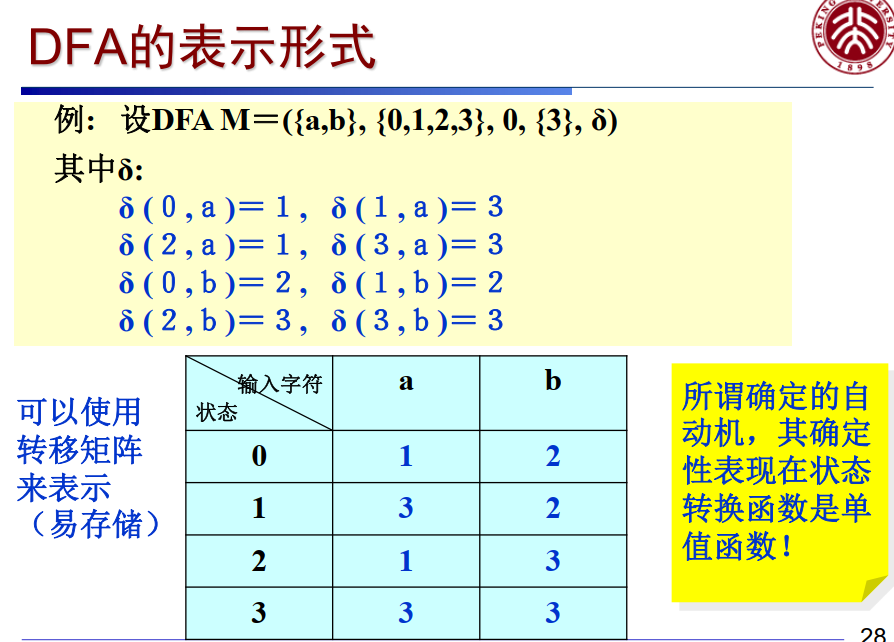 DFA的表示形式
PEKING UNIVERSITY
1898
例: 设DFA M=({a,b}, {0,1,2,3}, 0, {3}, δ)
其中δ:
δ(0,a)=1, δ(1,a)=3
δ(2,a)=1, δ(3,a)=3
δ(0,b)=2, δ(1,b)=2
δ(2,b)=3, δ(3,b)=3
可以使用
转移矩阵
来表示
(易存储)
输入字符 a b
状态
0 1 2
1 3 2
2 1 3
3 3 3
所谓确定的自
动机,其确定
性表现在状态
转换函数是单
值函数!
28